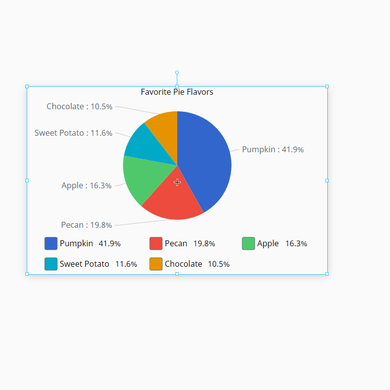 Favorite Pie Flavors
Chocolate : 10.5%
Sweet Potato : 11.6%
Pumpkin : 41.9%
Apple : 16.3%
Pecan : 19.8%
Pumpkin 41.9% Pecan 19.8% Apple 16.3%
Sweet Potato 11.6% Chocolate 10.5%